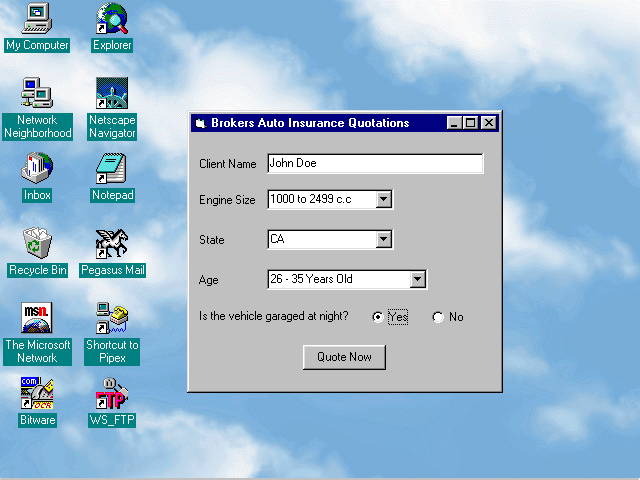 My Computer
Explorer
Network
Neighborhood
Netscape
Navigator
Inbox
Notepad
Recycle Bin
Pegasus Mail
msn.
The Microsoft
Network
Shortcut to
Pipex
com
OCR
Bitware
FTP
WS_FTP
Brokers Auto Insurance Quotations
Client Name
John Doe
Engine Size
1000 to 2499 c.c
State
CA
Age
26 - 35 Years Old
Is the vehicle garaged at night?
Yes
No
Quote Now